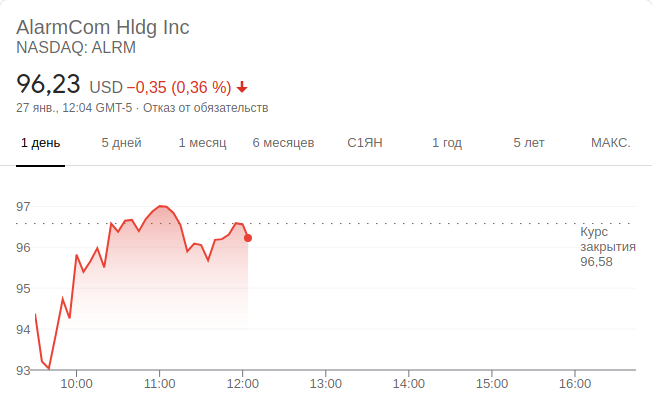 AlarmCom Hldg Inc
NASDAQ: ALRM
96,23 USD −0,35 (0,36 %)
27 янв., 12:04 GMT-5 · Отказ от обязательств
1 день 5 дней 1 месяц 6 месяцев С1ЯН 1 год 5 лет МАКС.
97
96
95
94
93
Курс
закрытия
96,58
10:00 11:00 12:00 13:00 14:00 15:00 16:00